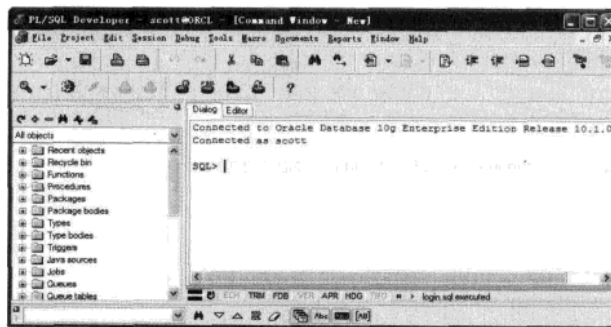 PL/SQL Developer - scott@ORCL - [Command Window - New]
File Project Edit Session Debug Tools Macro Documents Reports Window Help
Dialog Editor
Connected to Oracle Database 10g Enterprise Edition Release 10.1.0
Connected as scott
SQL>
All objects
Recent objects
Recycle bin
Functions
Procedures
Packages
Package bodies
Types
Type bodies
Triggers
Java sources
Jobs
Queues
Queue tables
ECH TRM FDB VER APR HDG login.sql executed
Abc